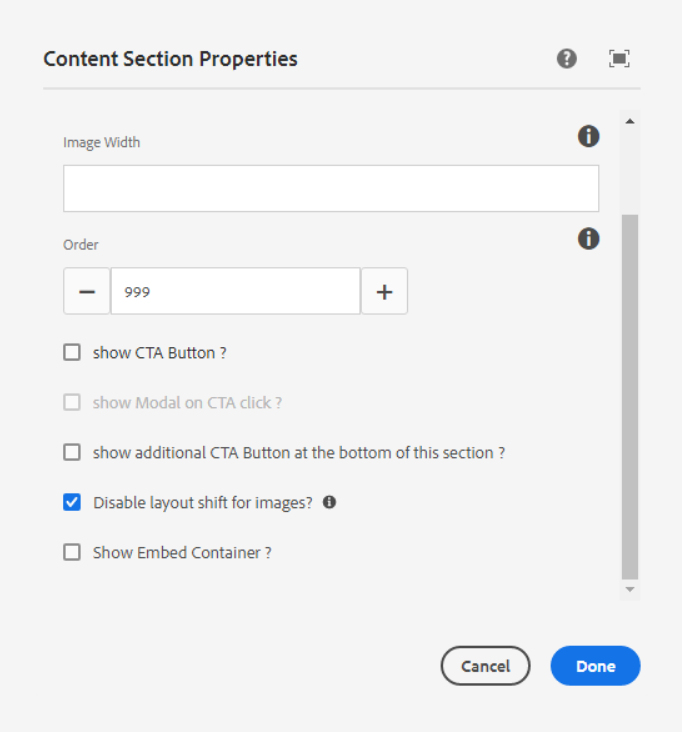 Content Section Properties
Image Width
Order
999
show CTA Button ?
show Modal on CTA click ?
show additional CTA Button at the bottom of this section ?
Disable layout shift for images?
Show Embed Container ?
Cancel
Done